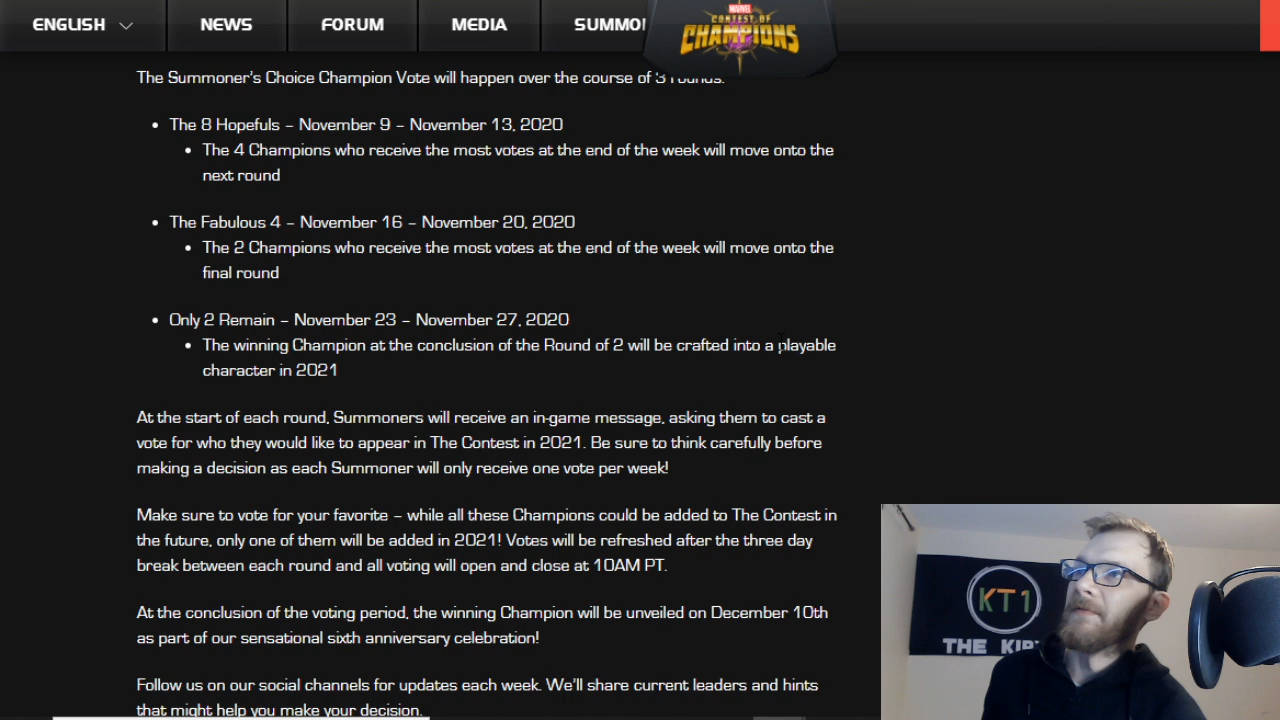 ENGLISH
NEWS
FORUM
MEDIA
MARVEL
CONTEST OF
CHAMPIONS
The Summoner's Choice Champion Vote will happen over the course of 3 rounds.
• The 8 Hopefuls – November 9 – November 13, 2020
• The 4 Champions who receive the most votes at the end of the week will move onto the
next round
• The Fabulous 4 – November 16 – November 20, 2020
• The 2 Champions who receive the most votes at the end of the week will move onto the
final round
• Only 2 Remain – November 23 – November 27, 2020
• The winning Champion at the conclusion of the Round of 2 will be crafted into a playable
character in 2021
At the start of each round, Summoners will receive an in-game message, asking them to cast a
vote for who they would like to appear in The Contest in 2021. Be sure to think carefully before
making a decision as each Summoner will only receive one vote per week!
Make sure to vote for your favorite – while all these Champions could be added to The Contest in
the future, only one of them will be added in 2021! Votes will be refreshed after the three day
break between each round and all voting will open and close at 10AM PT.
At the conclusion of the voting period, the winning Champion will be unveiled on December 10th
as part of our sensational sixth anniversary celebration!
Follow us on our social channels for updates each week. We'll share current leaders and hints
that might help you make your decision.
KT1
THE